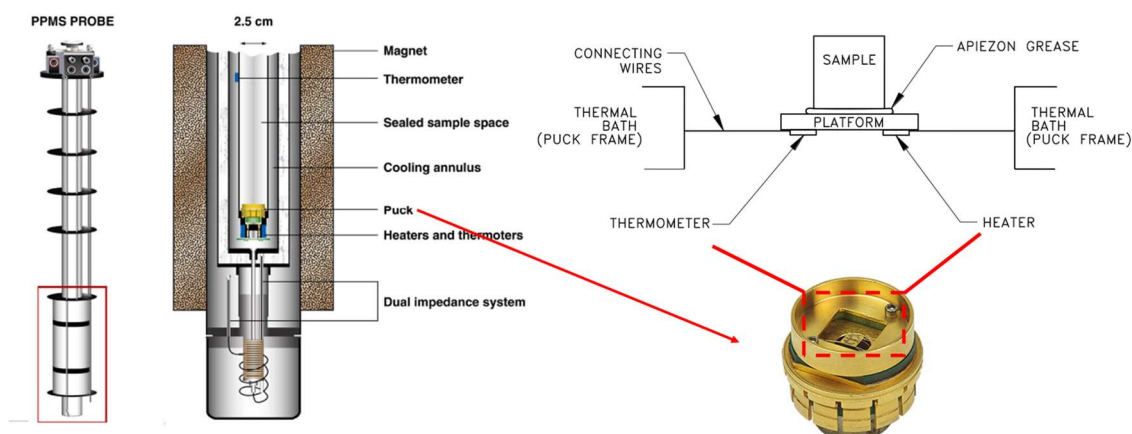 PPMS PROBE
2.5 cm
Magnet
Thermometer
Sealed sample space
Cooling annulus
Puck
Heaters and thermoters
Dual impedance system
CONNECTING
WIRES
SAMPLE
APIEZON GREASE
THERMAL
BATH
(PUCK FRAME)
PLATFORM
THERMAL
BATH
(PUCK FRAME)
THERMOMETER
HEATER